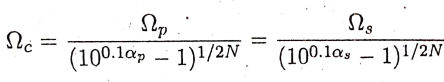 Ω_c = Ω_p / (10^{0.1α_p} − 1)^{1/2N} = Ω_s / (10^{0.1α_s} − 1)^{1/2N}